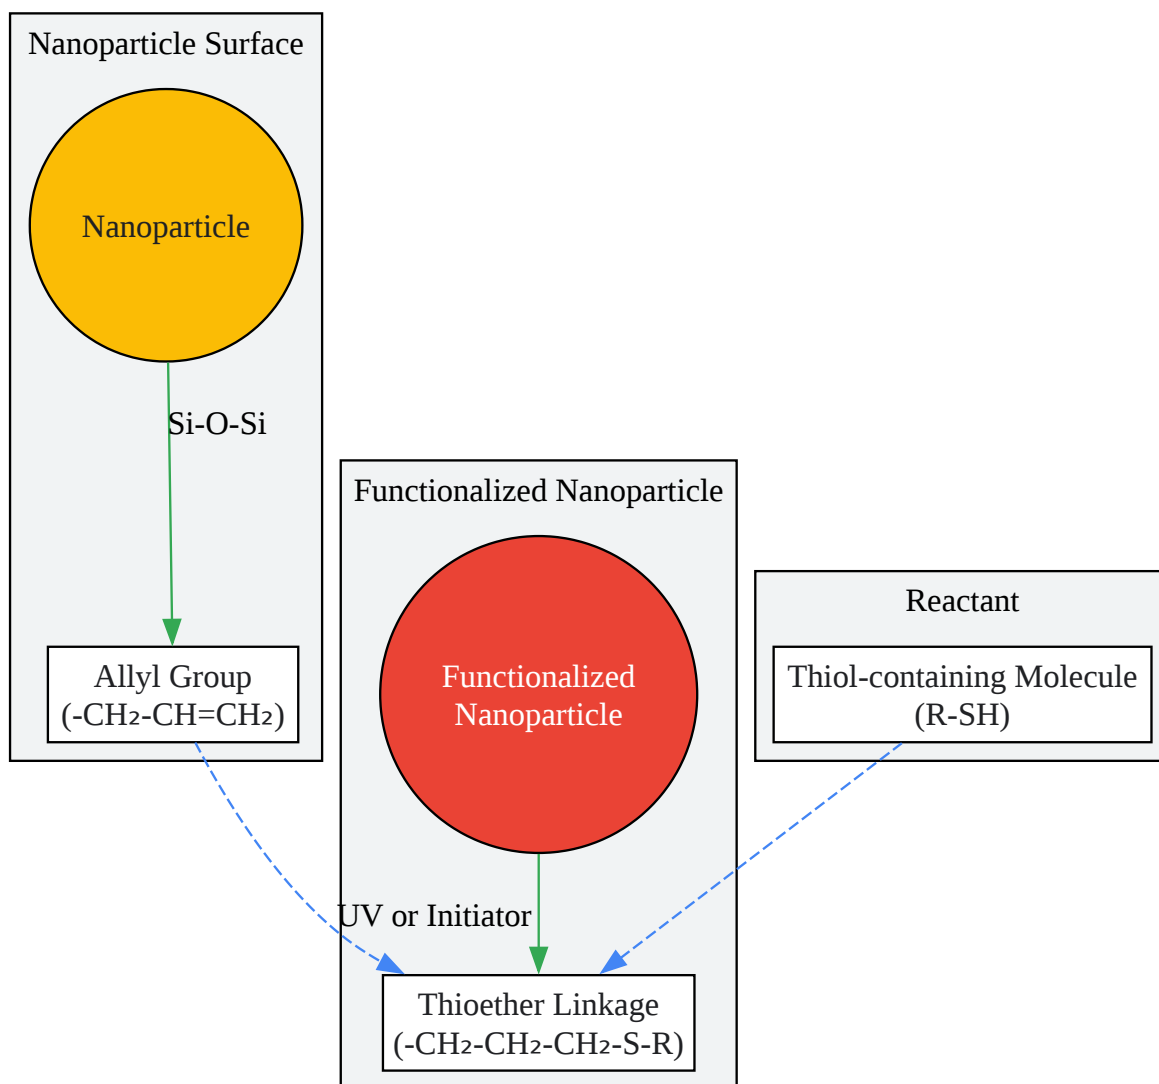 Nanoparticle Surface
Nanoparticle
Si-O-Si
Allyl Group
(-CH₂-CH=CH₂)
Functionalized Nanoparticle
Functionalized
Nanoparticle
UV or Initiator
Thioether Linkage
(-CH₂-CH₂-CH₂-S-R)
Reactant
Thiol-containing Molecule
(R-SH)